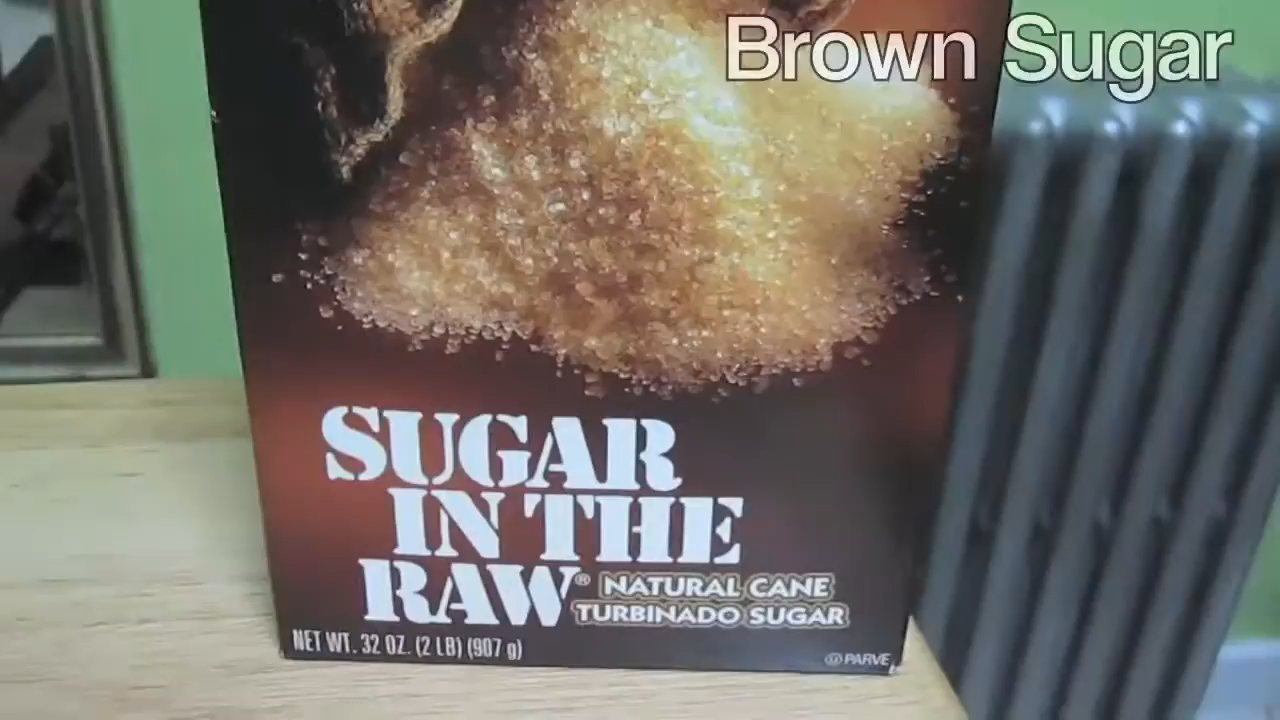 Brown Sugar
SUGAR
IN THE
RAW® NATURAL CANE
TURBINADO SUGAR
NET WT. 32 OZ. (2 LB) (907 g)
Ⓤ PARVE